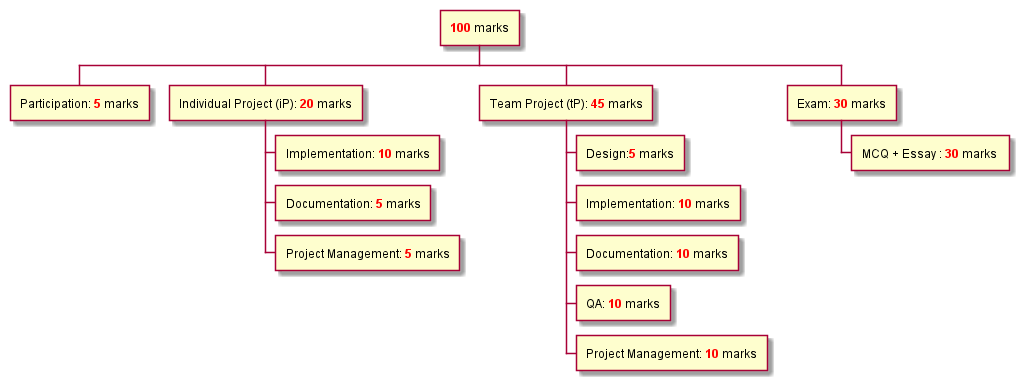 100 marks
Participation: 5 marks
Individual Project (iP): 20 marks
Team Project (tP): 45 marks
Exam: 30 marks
Implementation: 10 marks
Documentation: 5 marks
Project Management: 5 marks
Design:5 marks
Implementation: 10 marks
Documentation: 10 marks
QA: 10 marks
Project Management: 10 marks
MCQ + Essay : 30 marks